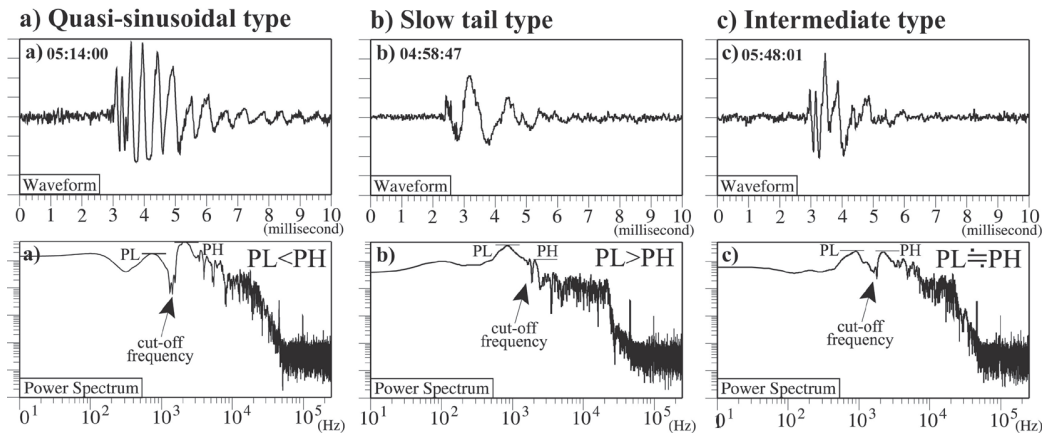 a) Quasi-sinusoidal type
b) Slow tail type
c) Intermediate type
a) 05:14:00
Waveform
0 1 2 3 4 5 6 7 8 9 10
(millisecond)
b) 04:58:47
Waveform
0 1 2 3 4 5 6 7 8 9 10
(millisecond)
c) 05:48:01
Waveform
0 1 2 3 4 5 6 7 8 9 10
(millisecond)
a)
PL
PH
PL<PH
cut-off
frequency
Power Spectrum
0¹ 10² 10³ 10⁴ 10⁵
(Hz)
b)
PL
PH
PL>PH
cut-off
frequency
Power Spectrum
10¹ 10² 10³ 10⁴ 10⁵
(Hz)
c)
PL
PH
PL≒PH
cut-off
frequency
Power Spectrum
10¹ 10² 10³ 10⁴ 10⁵
(Hz)